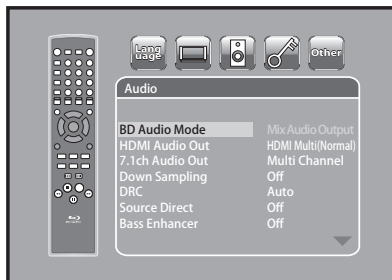 Lang
uage
Other
Audio
BD Audio Mode Mix Audio Output
HDMI Audio Out HDMI Multi(Normal)
7.1ch Audio Out Multi Channel
Down Sampling Off
DRC Auto
Source Direct Off
Bass Enhancer Off